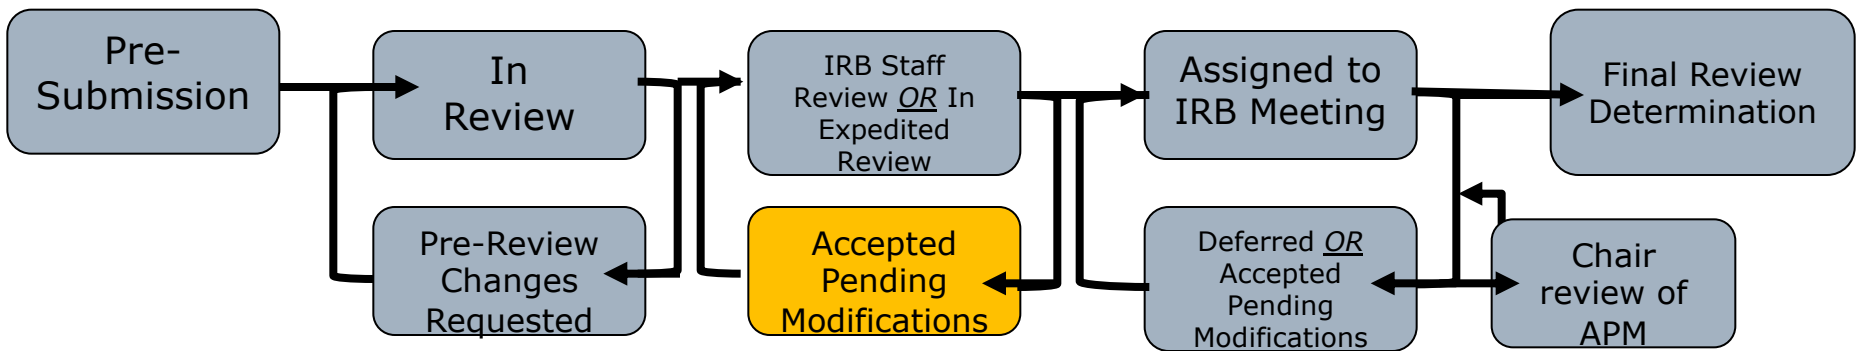 Pre-
Submission
In
Review
IRB Staff
Review OR In
Expedited
Review
Assigned to
IRB Meeting
Final Review
Determination
Pre-Review
Changes
Requested
Accepted
Pending
Modifications
Deferred OR
Accepted
Pending
Modifications
Chair
review of
APM